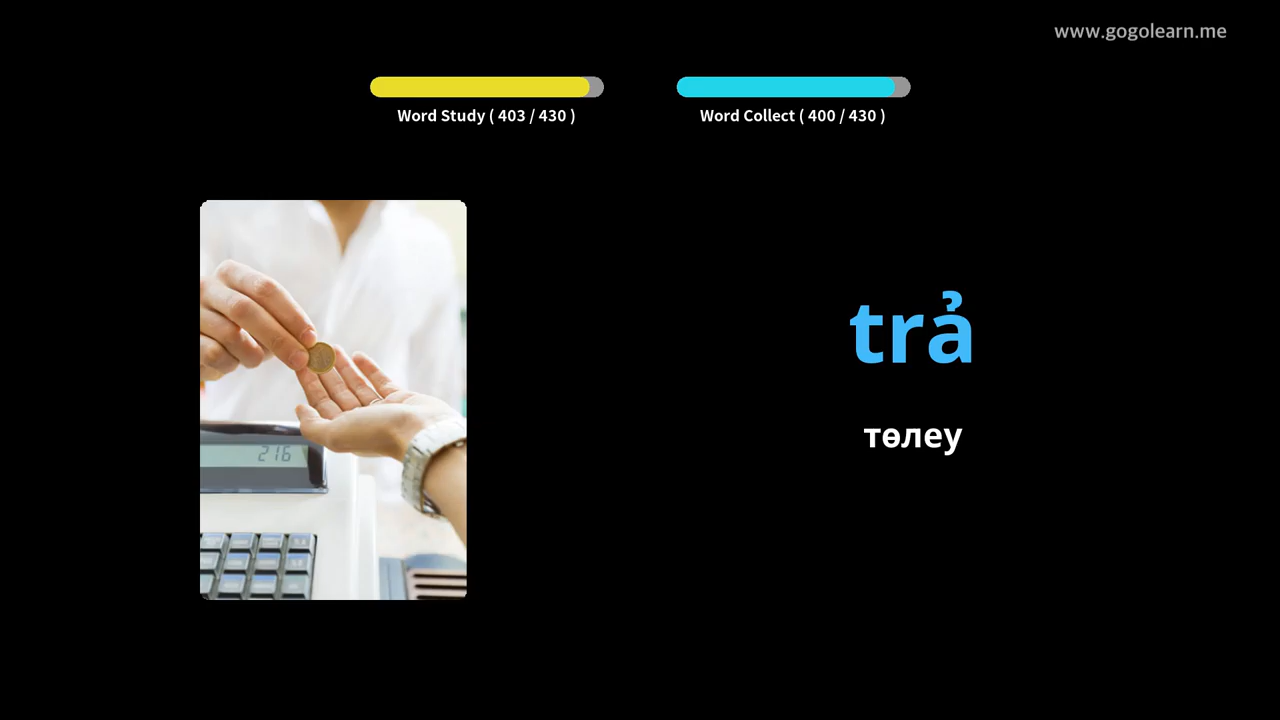 www.gogolearn.me
Word Study ( 403 / 430 )
Word Collect ( 400 / 430 )
trả
төлеу
216